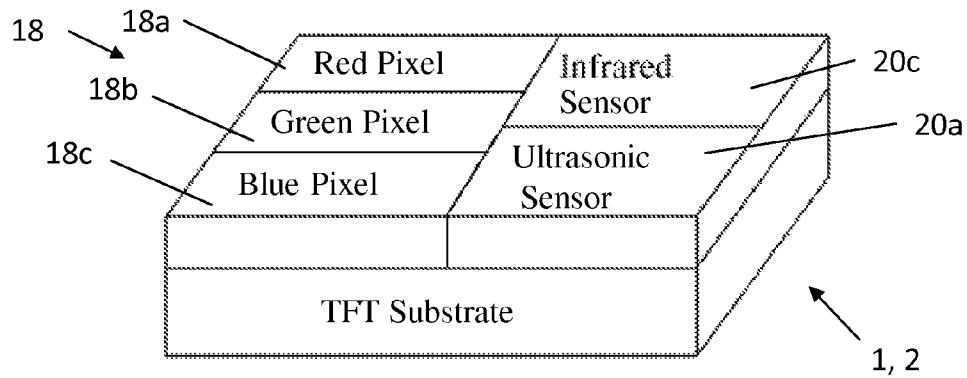 18
18a
18b
18c
Red Pixel
Green Pixel
Blue Pixel
Infrared
Sensor
Ultrasonic
Sensor
20c
20a
TFT Substrate
1, 2